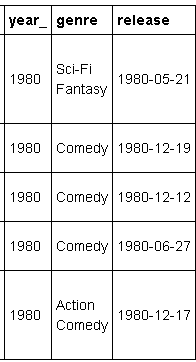 year_ genre release
1980 Sci-Fi Fantasy 1980-05-21
1980 Comedy 1980-12-19
1980 Comedy 1980-12-12
1980 Comedy 1980-06-27
1980 Action Comedy 1980-12-17